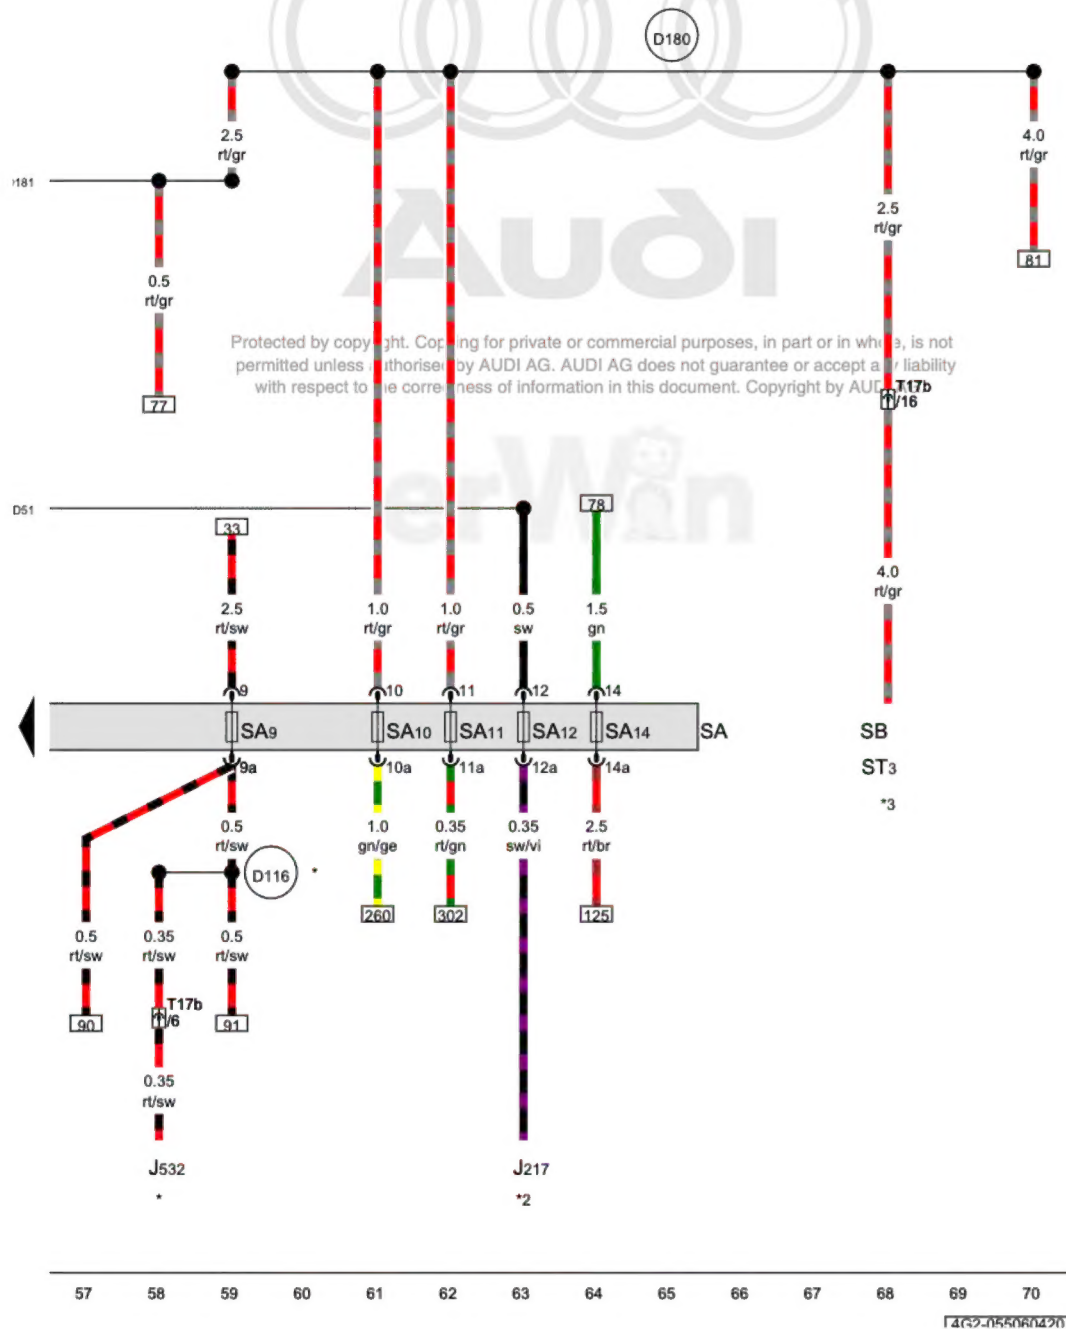 D180
2.5
rt/gr
4.0
rt/gr
D181
Audi
2.5
rt/gr
81
0.5
rt/gr
Protected by copyright. Copying for private or commercial purposes, in part or in whole, is not
permitted unless authorised by AUDI AG. AUDI AG does not guarantee or accept any liability
with respect to the correctness of information in this document. Copyright by AUDI AG.
T17b
/16
77
erWin
D51
33
78
2.5
rt/sw
1.0
rt/gr
1.0
rt/gr
0.5
sw
1.5
gn
4.0
rt/gr
9 10 11 12 14
SA9 SA10 SA11 SA12 SA14 SA
SB
9a 10a 11a 12a 14a
ST3
*3
0.5
rt/sw
1.0
gn/ge
0.35
rt/gn
0.35
sw/vi
2.5
rt/br
D116 *
260 302 125
0.5
rt/sw
0.35
rt/sw
0.5
rt/sw
T17b
/6
90
91
0.35
rt/sw
J532
*
J217
*2
57 58 59 60 61 62 63 64 65 66 67 68 69 70
4G2-055060420